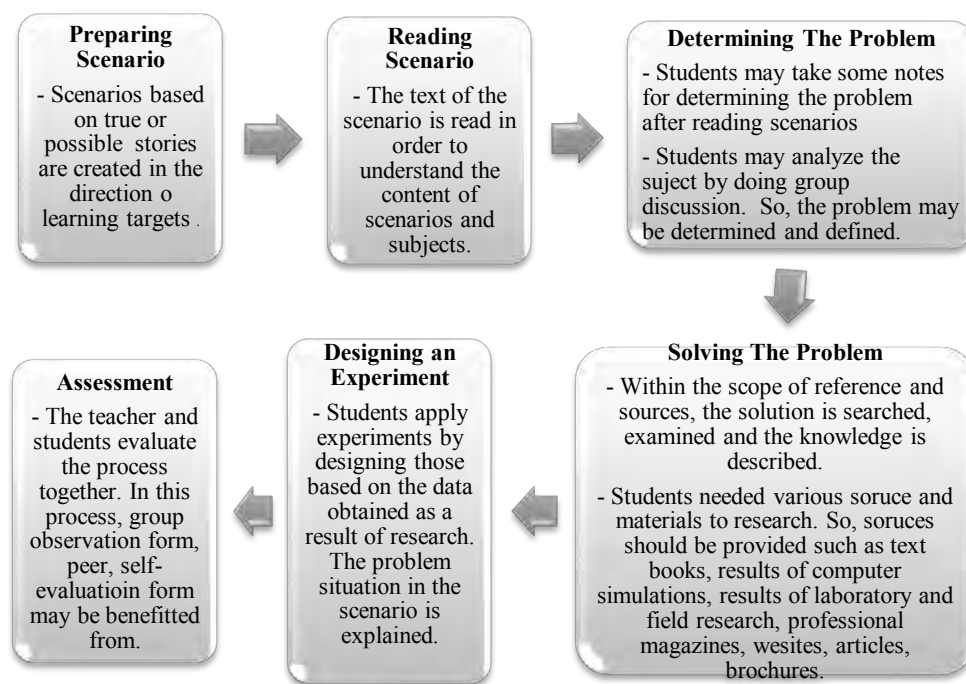 Preparing
Scenario
- Scenarios based
on true or
possible stories
are created in the
direction o
learning targets .
Reading
Scenario
- The text of the
scenario is read in
order to
understand the
content of
scenarios and
subjects.
Determining The Problem
- Students may take some notes
for determining the problem
after reading scenarios
- Students may analyze the
suject by doing group
discussion. So, the problem may
be determined and defined.
Solving The Problem
- Within the scope of reference and
sources, the solution is searched,
examined and the knowledge is
described.
- Students needed various soruce and
materials to research. So, soruces
should be provided such as text
books, results of computer
simulations, results of laboratory and
field research, professional
magazines, wesites, articles,
brochures.
Designing an
Experiment
- Students apply
experiments by
designing those
based on the data
obtained as a
result of research.
The problem
situation in the
scenario is
explained.
Assessment
- The teacher and
students evaluate
the process
together. In this
process, group
observation form,
peer, self-
evaluatioin form
may be benefitted
from.